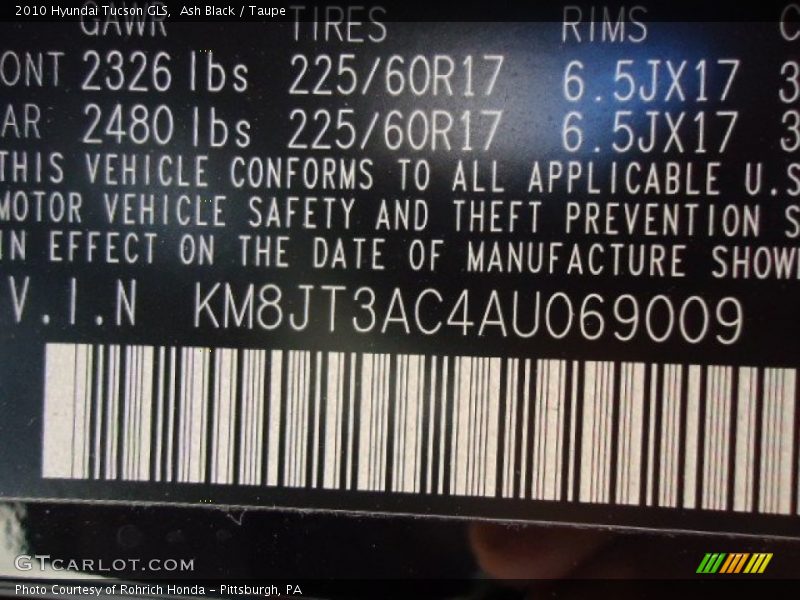 2010 Hyundai Tucson GLS,  Ash Black / Taupe
GAWR TIRES RIMS
ONT 2326 lbs 225/60R17 6.5JX17 3
AR 2480 lbs 225/60R17 6.5JX17 3
THIS VEHICLE CONFORMS TO ALL APPLICABLE U.S
MOTOR VEHICLE SAFETY AND THEFT PREVENTION S
IN EFFECT ON THE DATE OF MANUFACTURE SHOW
V.I.N KM8JT3AC4AU069009
GTCARLOT.COM
Photo Courtesy of Rohrich Honda - Pittsburgh, PA